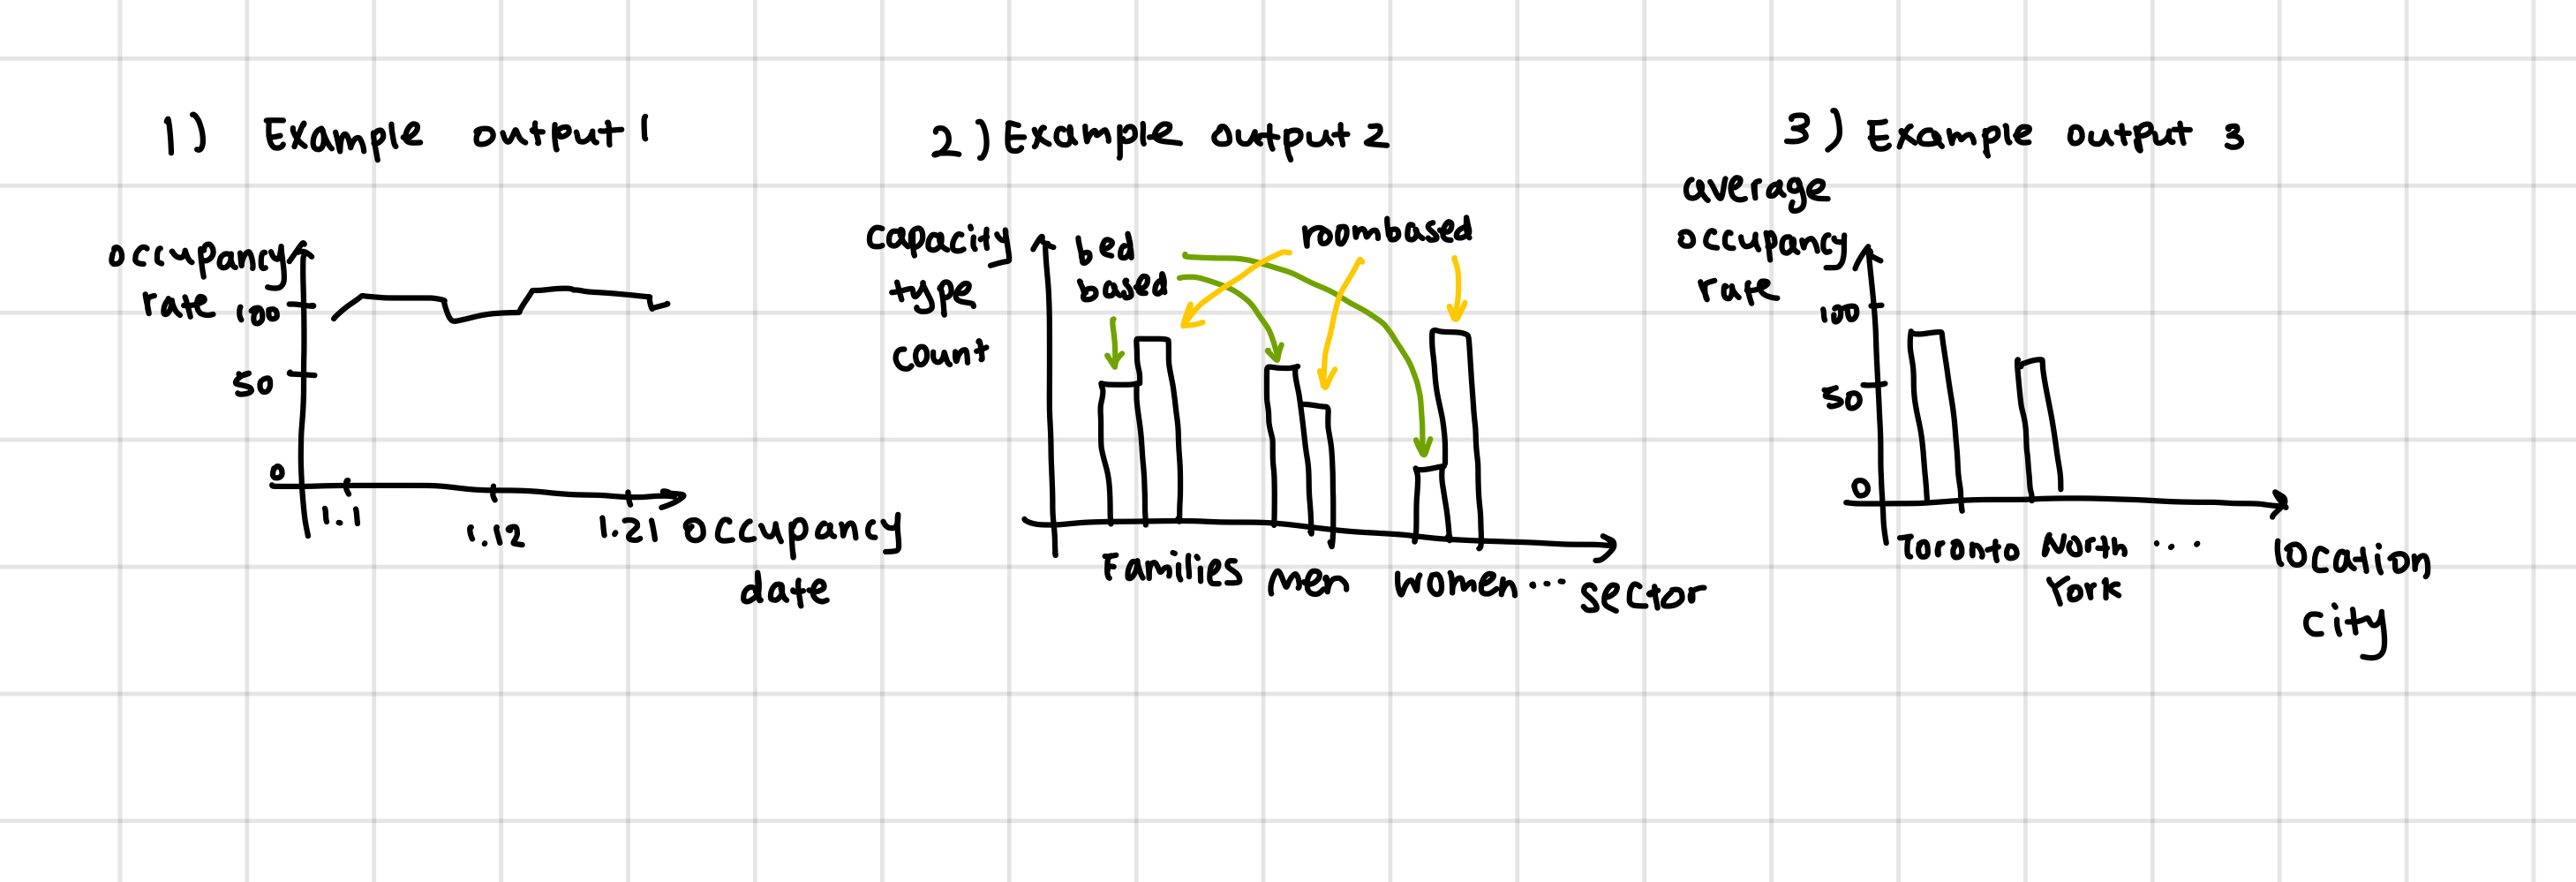 1) Example output 1
occupancy
rate
100
50
0
1.1
1.12
1.21
occupancy
date
2) Example output 2
capacity
type
count
bed
based
roombased
Families
men
women...
sector
3) Example output 3
average
occupancy
rate
100
50
0
Toronto
North
York
...
location
city